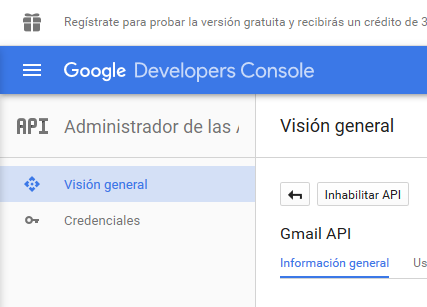 Regístrate para probar la versión gratuita y recibirás un crédito de 3
Google Developers Console
API Administrador de las
Visión general
Visión general
Credenciales
Inhabilitar API
Gmail API
Información general
Us